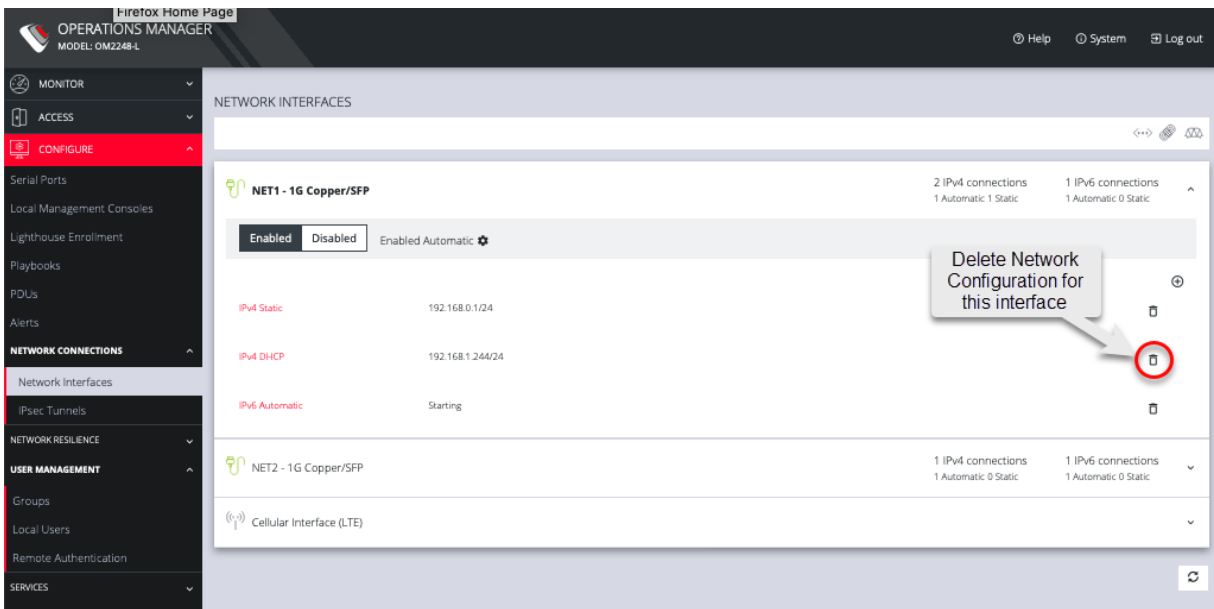 Firefox Home Page
OPERATIONS MANAGER
MODEL: OM2248-L
Help
System
Log out
MONITOR
ACCESS
CONFIGURE
Serial Ports
Local Management Consoles
Lighthouse Enrollment
Playbooks
PDUs
Alerts
NETWORK CONNECTIONS
Network Interfaces
IPsec Tunnels
NETWORK RESILIENCE
USER MANAGEMENT
Groups
Local Users
Remote Authentication
SERVICES
NETWORK INTERFACES
NET1 - 1G Copper/SFP
2 IPv4 connections
1 Automatic 1 Static
1 IPv6 connections
1 Automatic 0 Static
Enabled Disabled Enabled Automatic
Delete Network
Configuration for
this interface
IPv4 Static 192.168.0.1/24
IPv4 DHCP 192.168.1.244/24
IPv6 Automatic Starting
NET2 - 1G Copper/SFP
1 IPv4 connections
1 Automatic 0 Static
1 IPv6 connections
1 Automatic 0 Static
Cellular Interface (LTE)